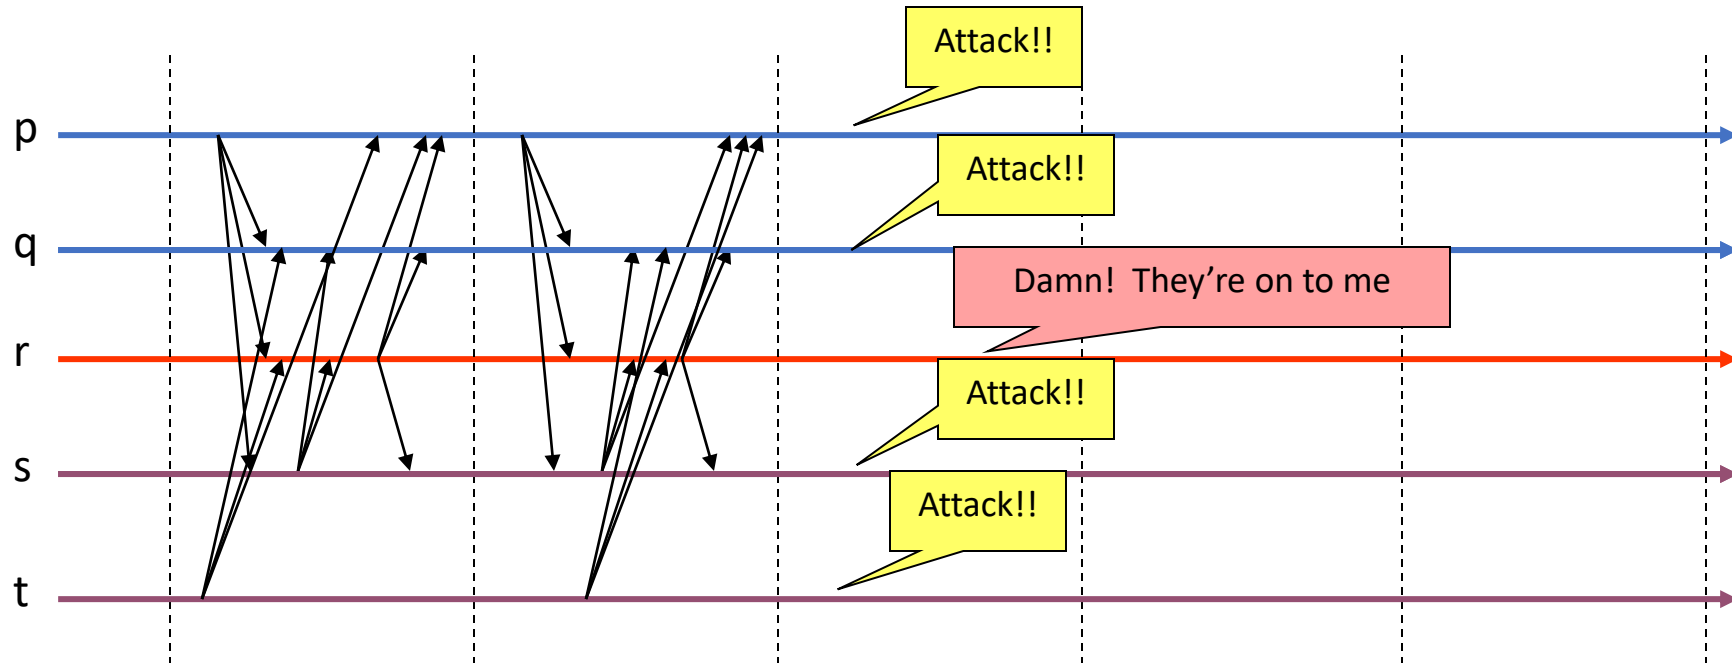 Attack!!
p
Attack!!
q
Damn! They’re on to me
r
Attack!!
s
Attack!!
t